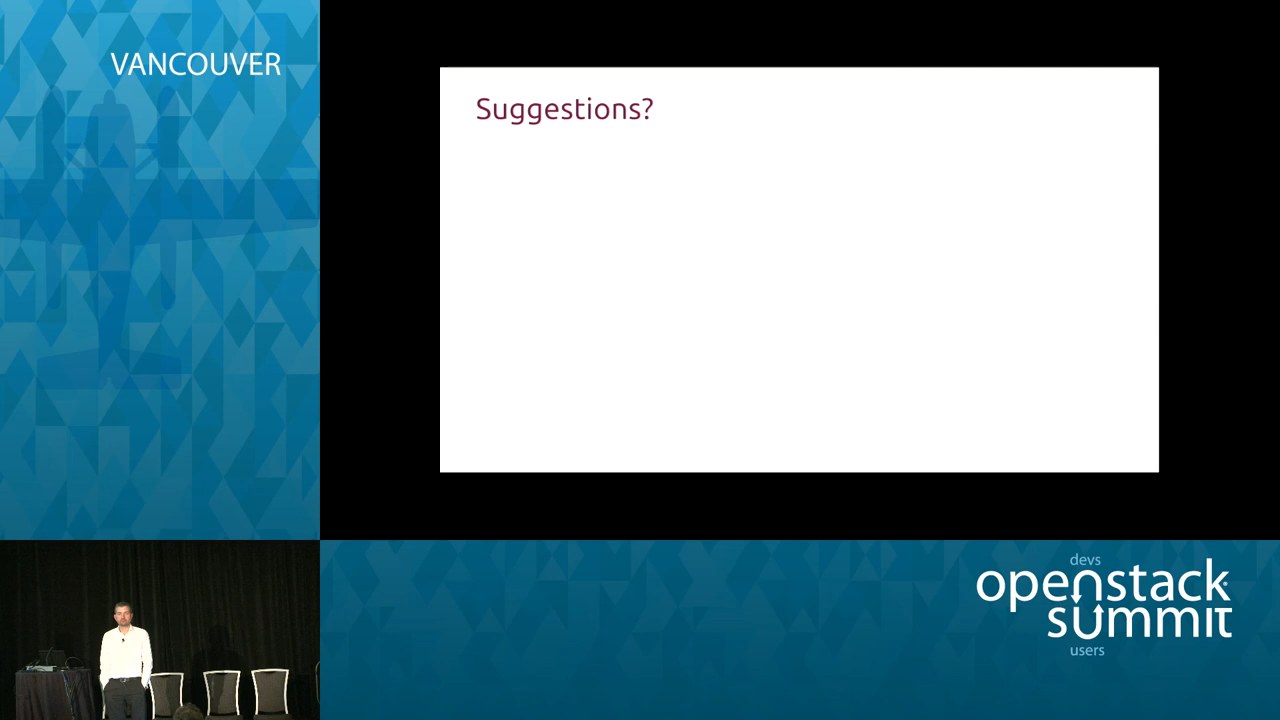 VANCOUVER
Suggestions?
devs
openstack
summit
users